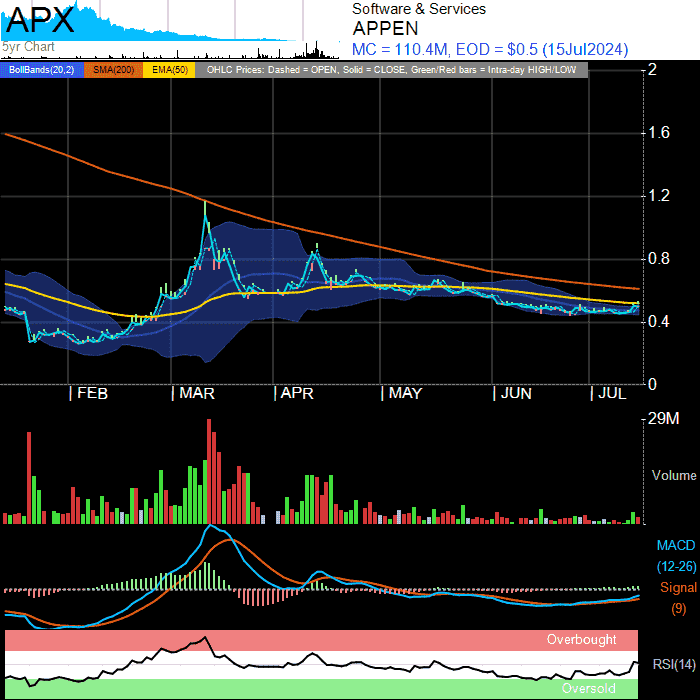 APX
5yr Chart
Software & Services
APPEN
MC = 110.4M, EOD = $0.5 (15Jul2024)
BollBands(20,2) SMA(200) EMA(50) OHLC Prices: Dashed = OPEN, Solid = CLOSE, Green/Red bars = Intra-day HIGH/LOW
2
1.6
1.2
0.8
0.4
0
FEB MAR APR MAY JUN JUL
29M
Volume
MACD
(12-26)
Signal
(9)
Overbought
RSI(14)
Oversold